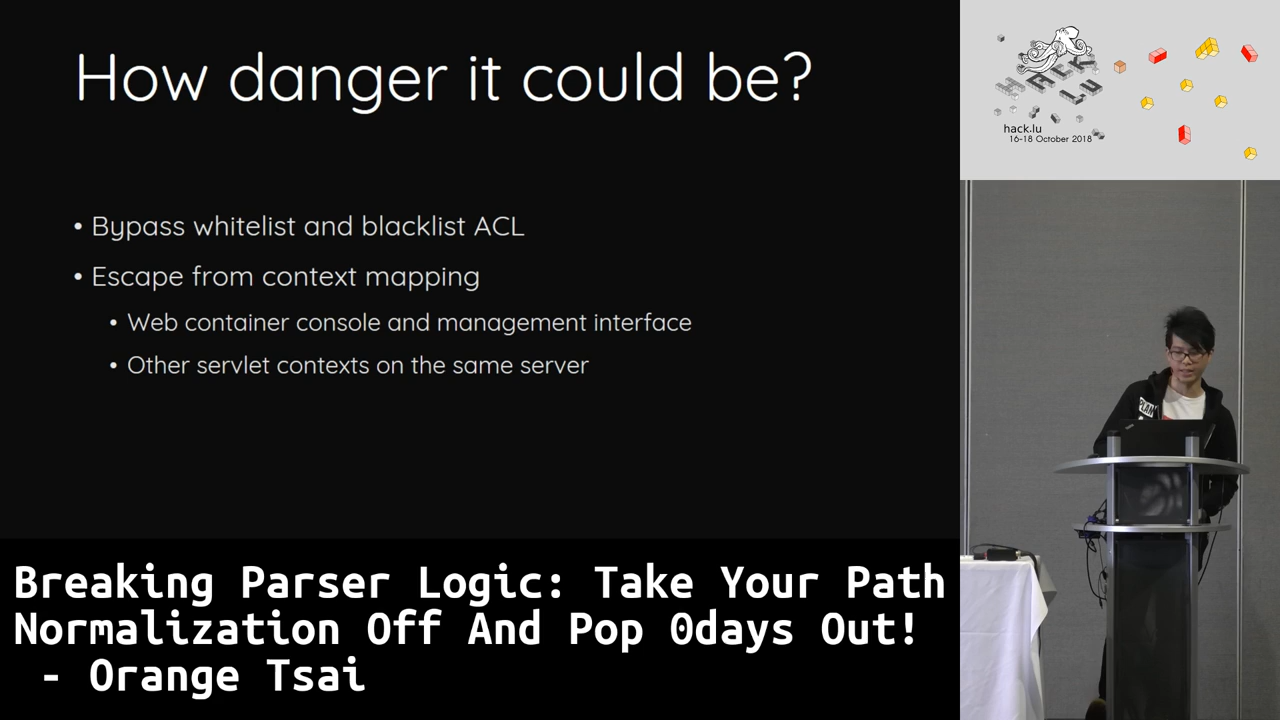 How danger it could be?
• Bypass whitelist and blacklist ACL
• Escape from context mapping
• Web container console and management interface
• Other servlet contexts on the same server
HACK
LU
hack.lu
16-18 October 2018
Breaking Parser Logic: Take Your Path
Normalization Off And Pop 0days Out!
- Orange Tsai